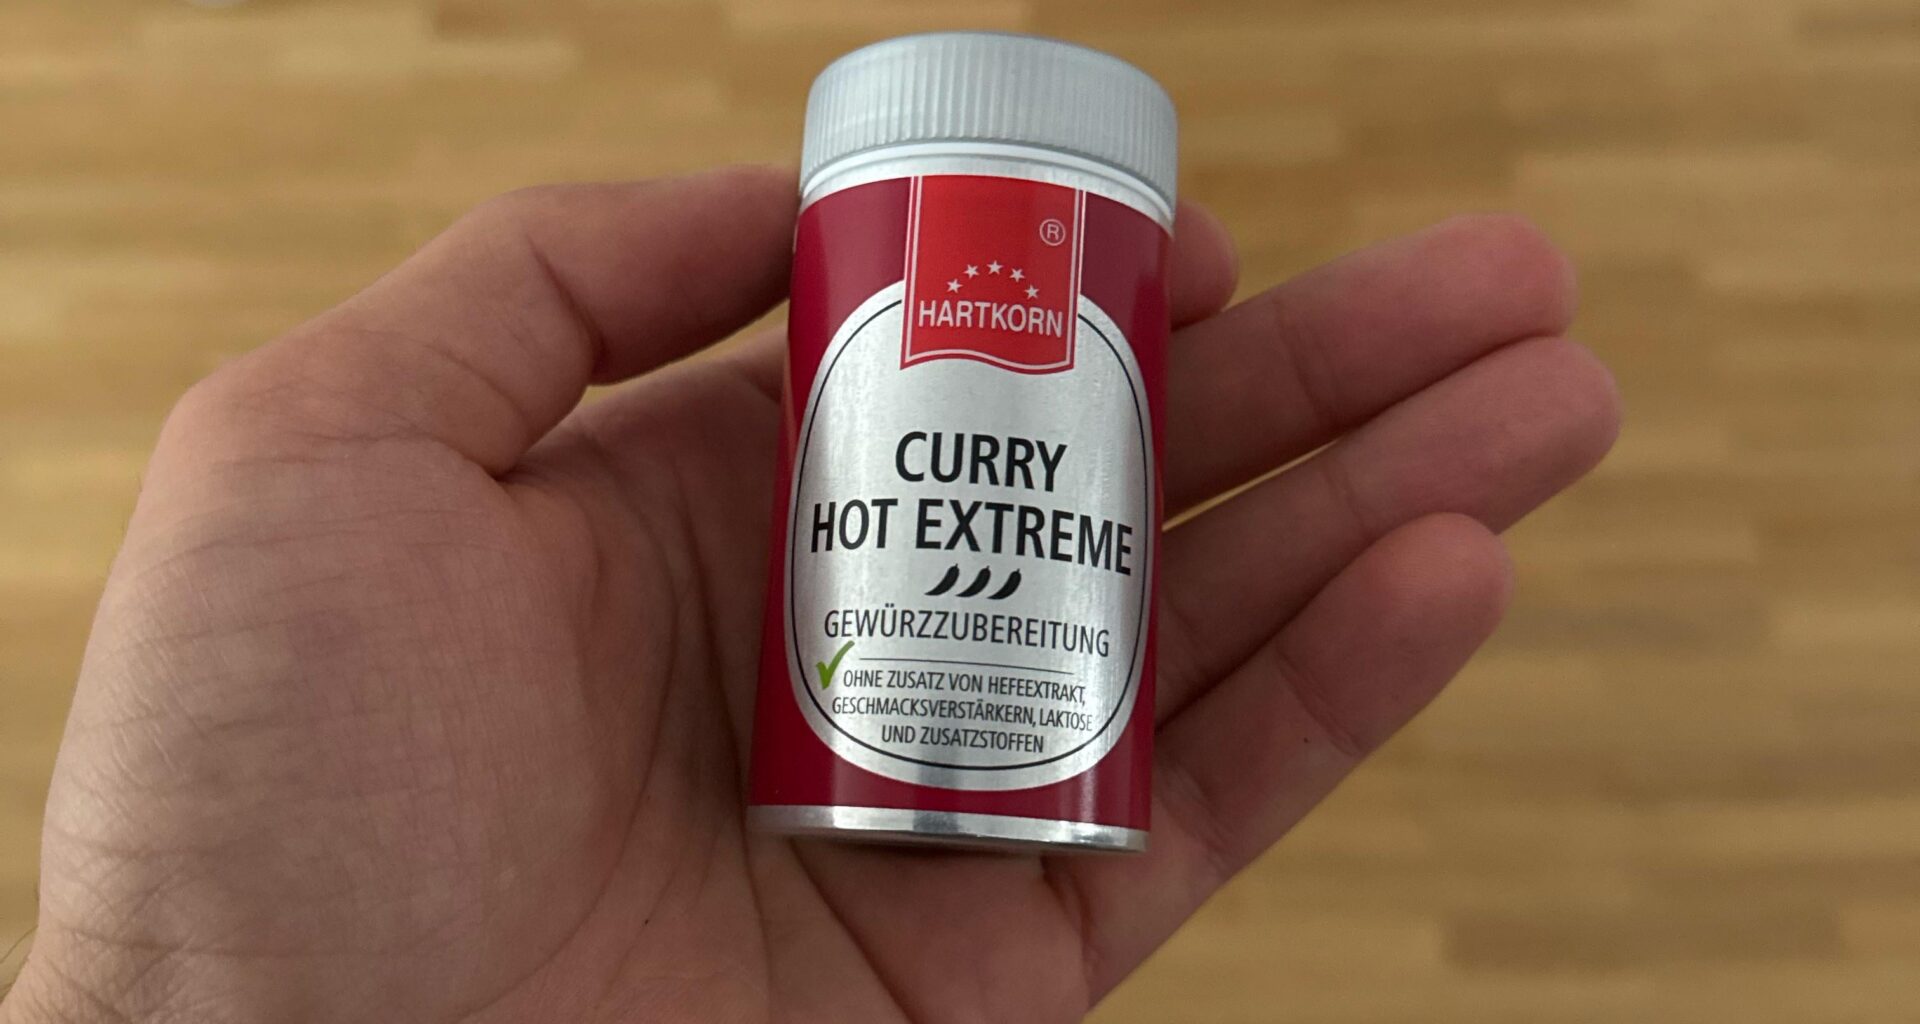 ®
HARTKORN
CURRY
HOT EXTREME
GEWÜRZZUBEREITUNG
OHNE ZUSATZ VON HEFEEXTRAKT,
GESCHMACKSVERSTÄRKERN, LAKTOSE
UND ZUSATZSTOFFEN